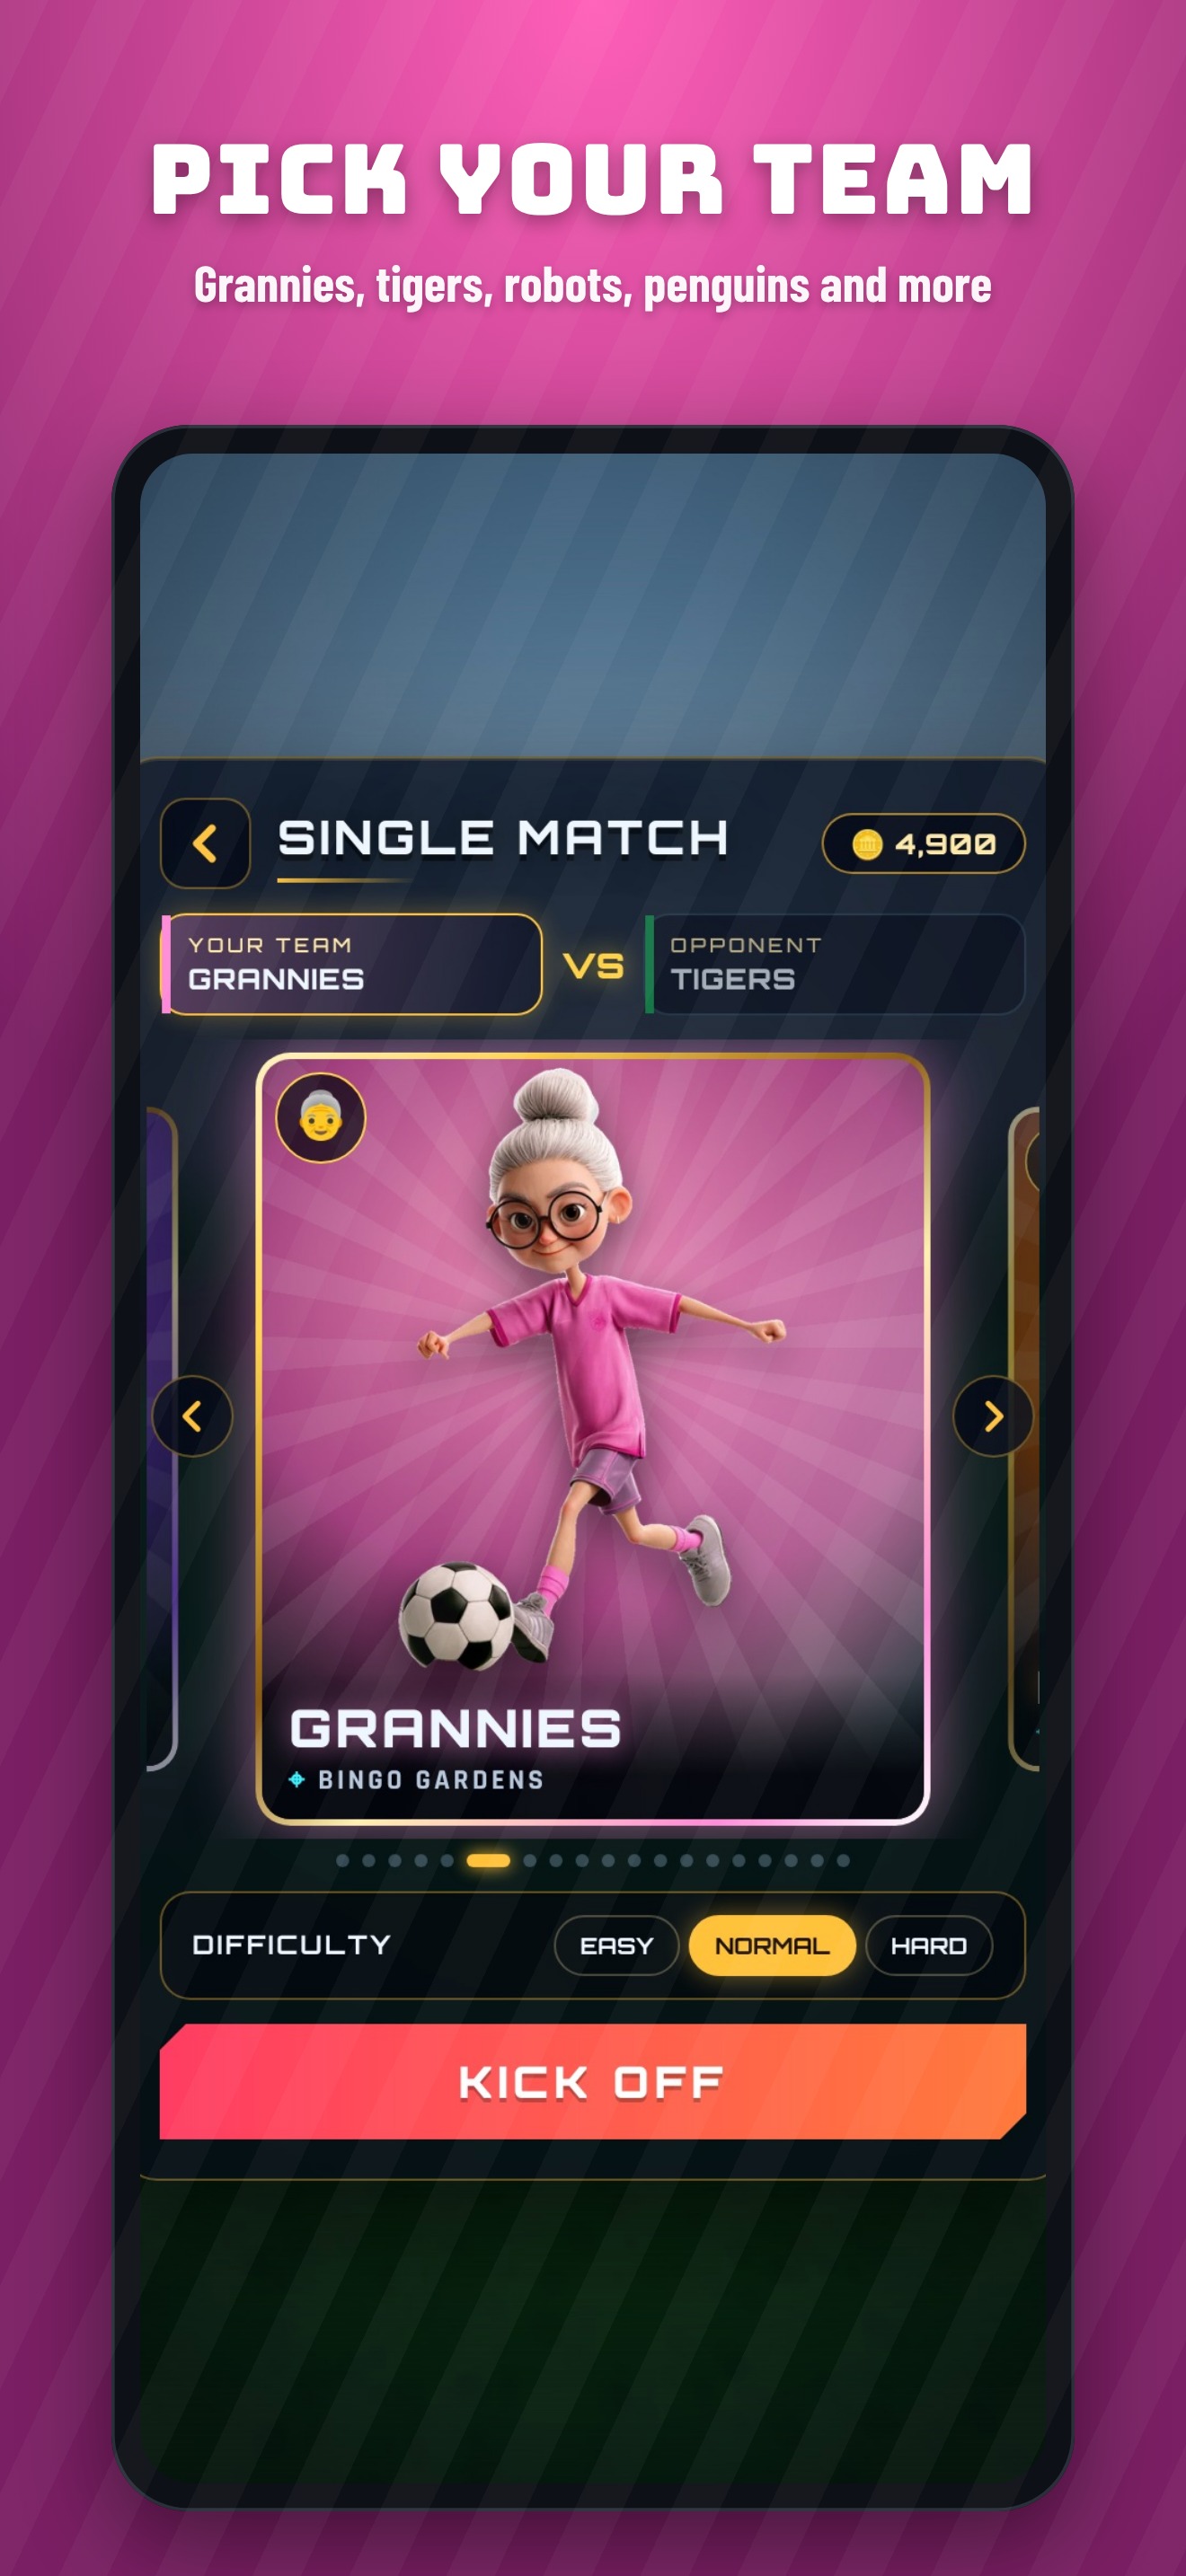 PICK YOUR TEAM
Grannies, tigers, robots, penguins and more
SINGLE MATCH
4,900
YOUR TEAM
GRANNIES
VS
OPPONENT
TIGERS
GRANNIES
BINGO GARDENS
DIFFICULTY
EASY
NORMAL
HARD
KICK OFF